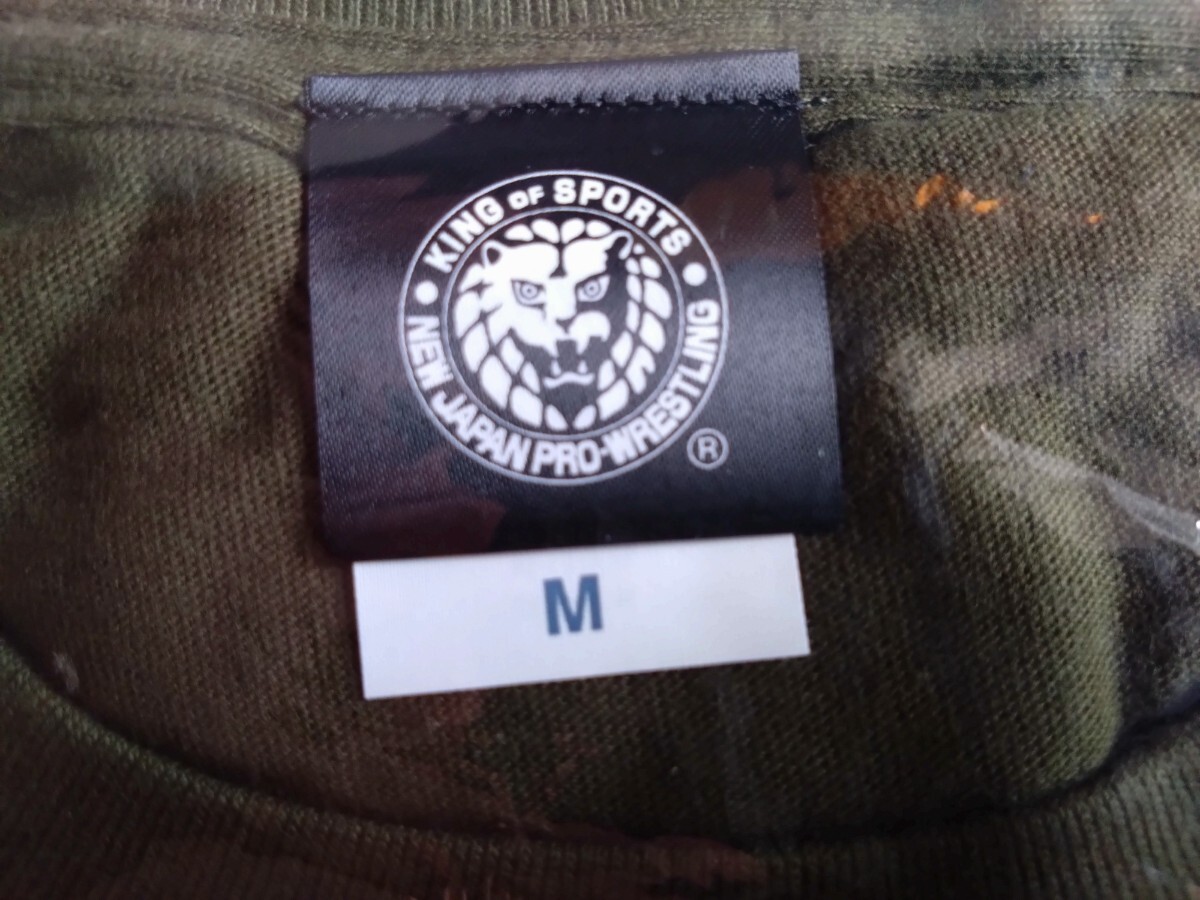 KING OF SPORTS
NEW JAPAN PRO-WRESTLING
®
M